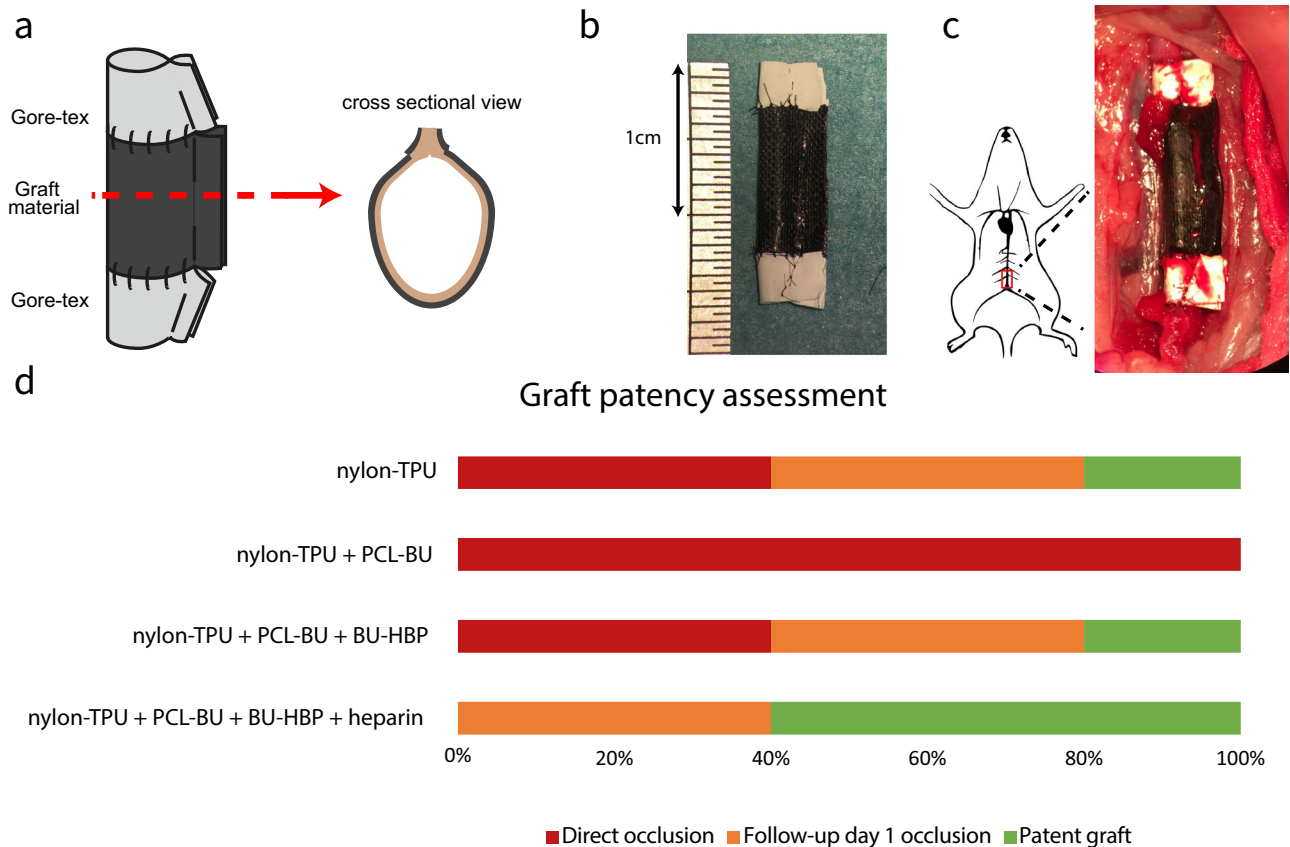 a
Gore-tex
Graft
material
Gore-tex
cross sectional view
b
1cm
c
d
Graft patency assessment
nylon-TPU
nylon-TPU + PCL-BU
nylon-TPU + PCL-BU + BU-HBP
nylon-TPU + PCL-BU + BU-HBP + heparin
0% 20% 40% 60% 80% 100%
Direct occlusion Follow-up day 1 occlusion Patent graft